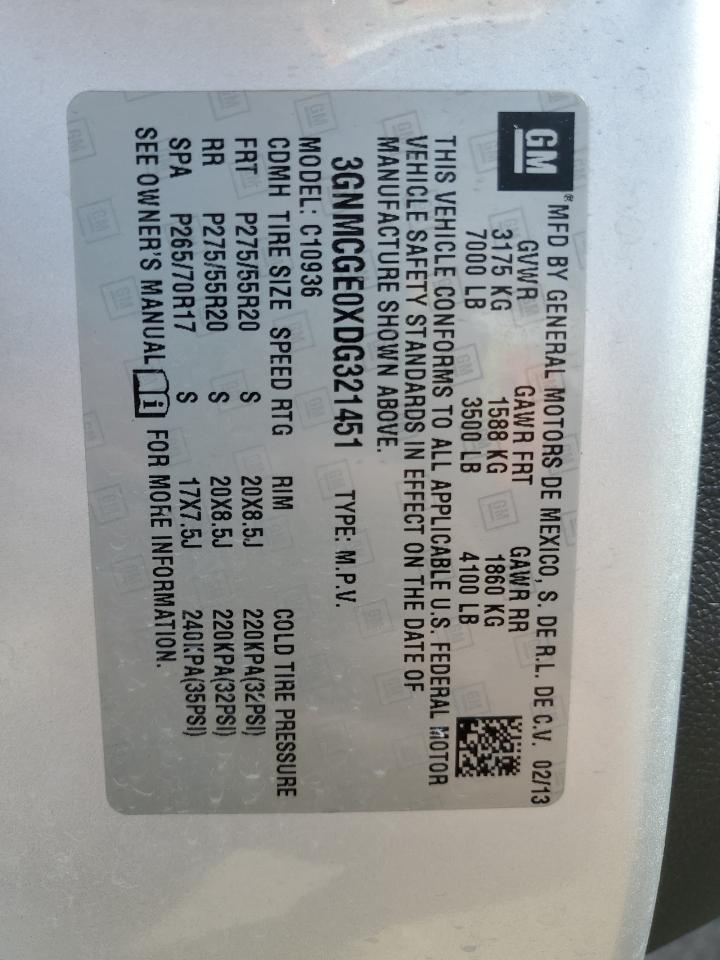 GM
® MFD BY GENERAL MOTORS DE MEXICO, S. DE R.L. DE C.V. 02/13
GVWR GAWR FRT GAWR RR
3175 KG 1588 KG 1860 KG
7000 LB 3500 LB 4100 LB
THIS VEHICLE CONFORMS TO ALL APPLICABLE U.S. FEDERAL MOTOR
VEHICLE SAFETY STANDARDS IN EFFECT ON THE DATE OF
MANUFACTURE SHOWN ABOVE.
3GNMCGE0XDG321451 TYPE: M.P.V.
MODEL: C10936
CDMH TIRE SIZE SPEED RTG RIM COLD TIRE PRESSURE
FRT P275/55R20 S 20X8.5J 220KPA(32PSI)
RR P275/55R20 S 20X8.5J 220KPA(32PSI)
SPA P265/70R17 S 17X7.5J 240KPA(35PSI)
SEE OWNER'S MANUAL i FOR MORE INFORMATION.